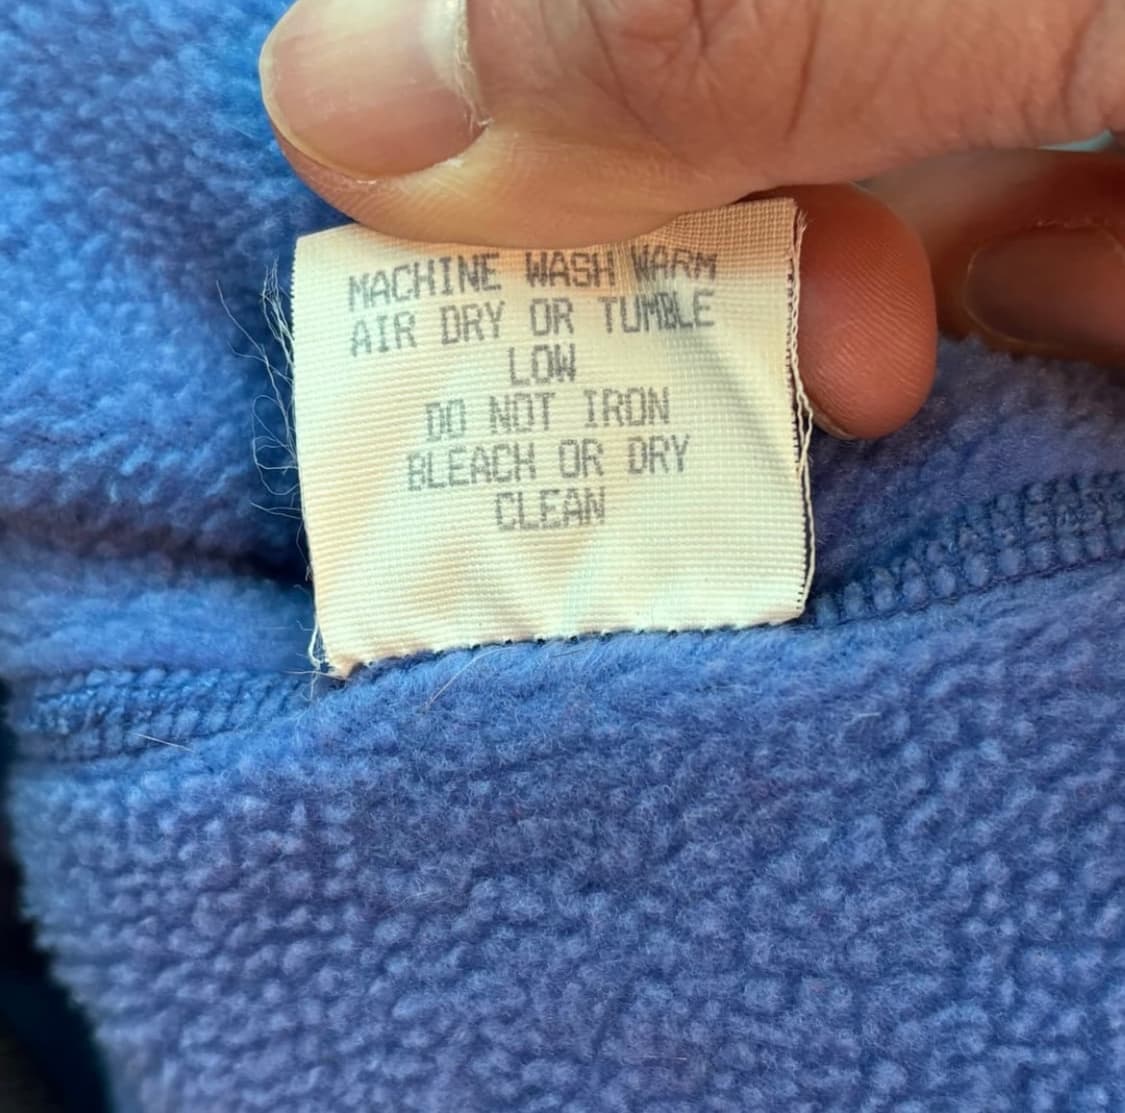 MACHINE WASH WARM
AIR DRY OR TUMBLE
LOW
DO NOT IRON
BLEACH OR DRY
CLEAN